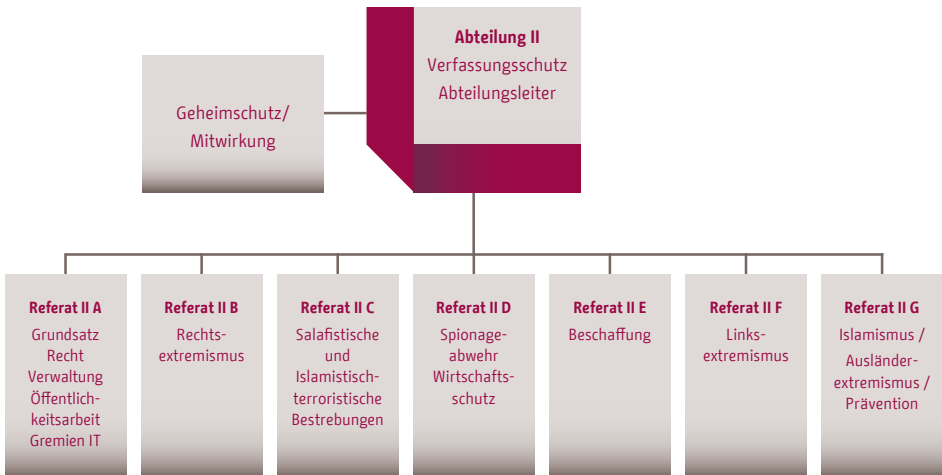 Abteilung II
Verfassungsschutz
Abteilungsleiter
Geheimschutz/
Mitwirkung
Referat II A
Grundsatz
Recht
Verwaltung
Öffentlich-
keitsarbeit
Gremien IT
Referat II B
Rechts-
extremismus
Referat II C
Salafistische
und
Islamistisch-
terroristische
Bestrebungen
Referat II D
Spionage-
abwehr
Wirtschafts-
schutz
Referat II E
Beschaffung
Referat II F
Links-
extremismus
Referat II G
Islamismus /
Ausländer-
extremismus /
Prävention